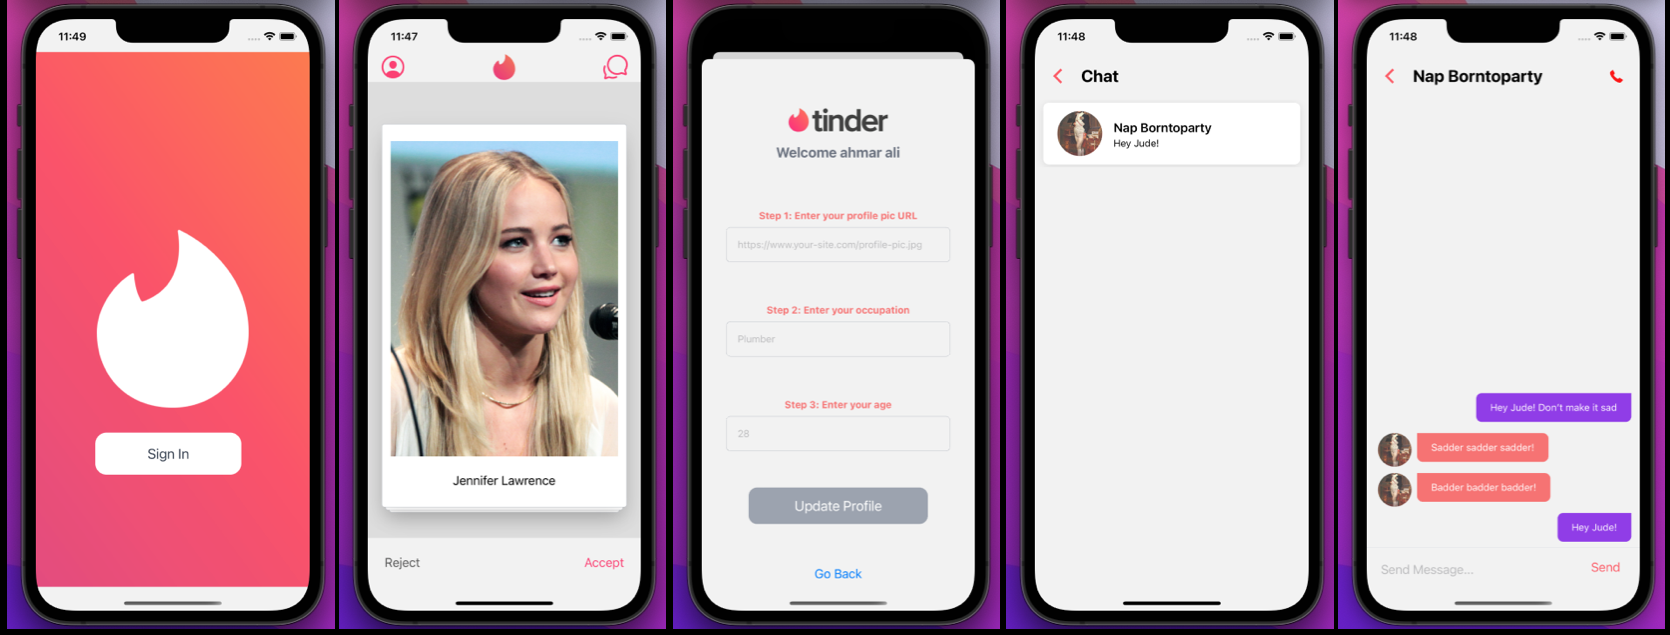 11:49
Sign In
11:47
Jennifer Lawrence
Reject
Accept
tinder
Welcome ahmar ali
Step 1: Enter your profile pic URL
https://www.your-site.com/profile-pic.jpg
Step 2: Enter your occupation
Plumber
Step 3: Enter your age
28
Update Profile
Go Back
11:48
Chat
Nap Borntoparty
Hey Jude!
11:48
Nap Borntoparty
Hey Jude! Don't make it sad
Sadder sadder sadder!
Badder badder badder!
Hey Jude!
Send Message...
Send